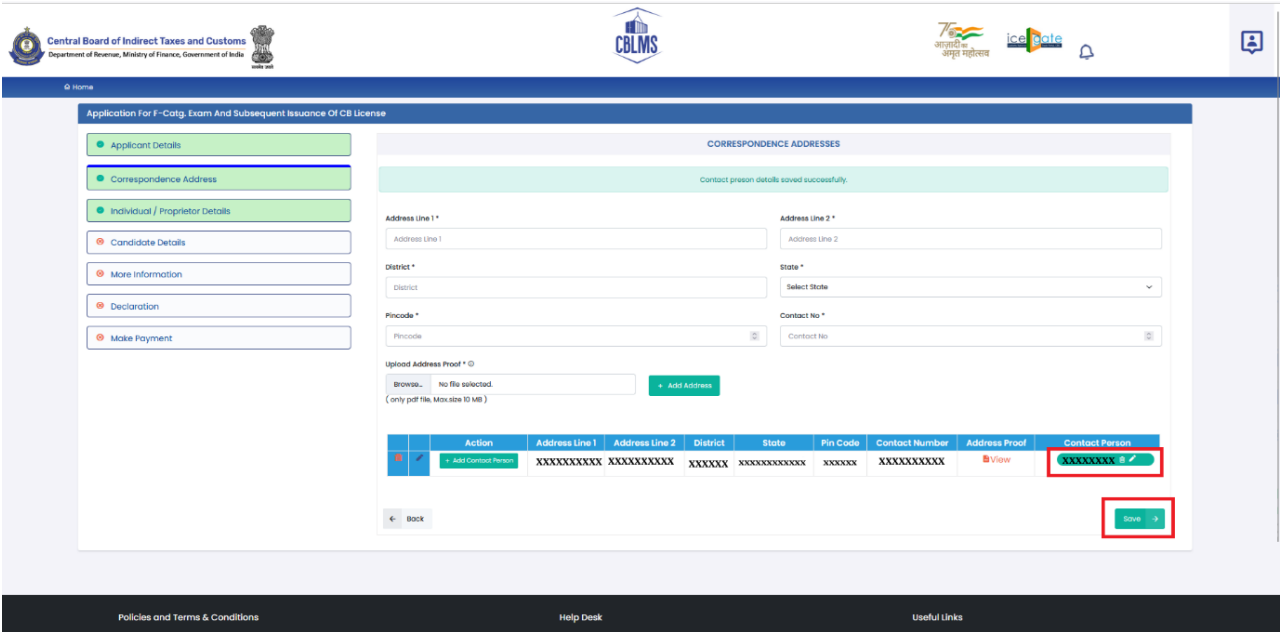 Central Board of Indirect Taxes and Customs
Department of Revenue, Ministry of Finance, Government of India
सत्यमेव जयते
CBLMS
75
आज़ादी का
अमृत महोत्सव
ice gate
Home
Application For F-Catg. Exam And Subsequent Issuance Of CB License
Applicant Details
Correspondence Address
Individual / Proprietor Details
Candidate Details
More Information
Declaration
Make Payment
CORRESPONDENCE ADDRESSES
Contact preson details saved successfully.
Address Line 1 * Address Line 2 *
Address Line 1 Address Line 2
District * State *
District Select State
Pincode * Contact No *
Pincode Contact No
Upload Address Proof *
Browse... No file selected. + Add Address
( only pdf file, Max.size 10 MB )
Action Address Line 1 Address Line 2 District State Pin Code Contact Number Address Proof Contact Person
+ Add Contact Person XXXXXXXXXX XXXXXXXXXX XXXXXX XXXXXXXXXXXX XXXXXX XXXXXXXXXX View XXXXXXXX
← Back Save →
Policies and Terms & Conditions Help Desk Useful Links